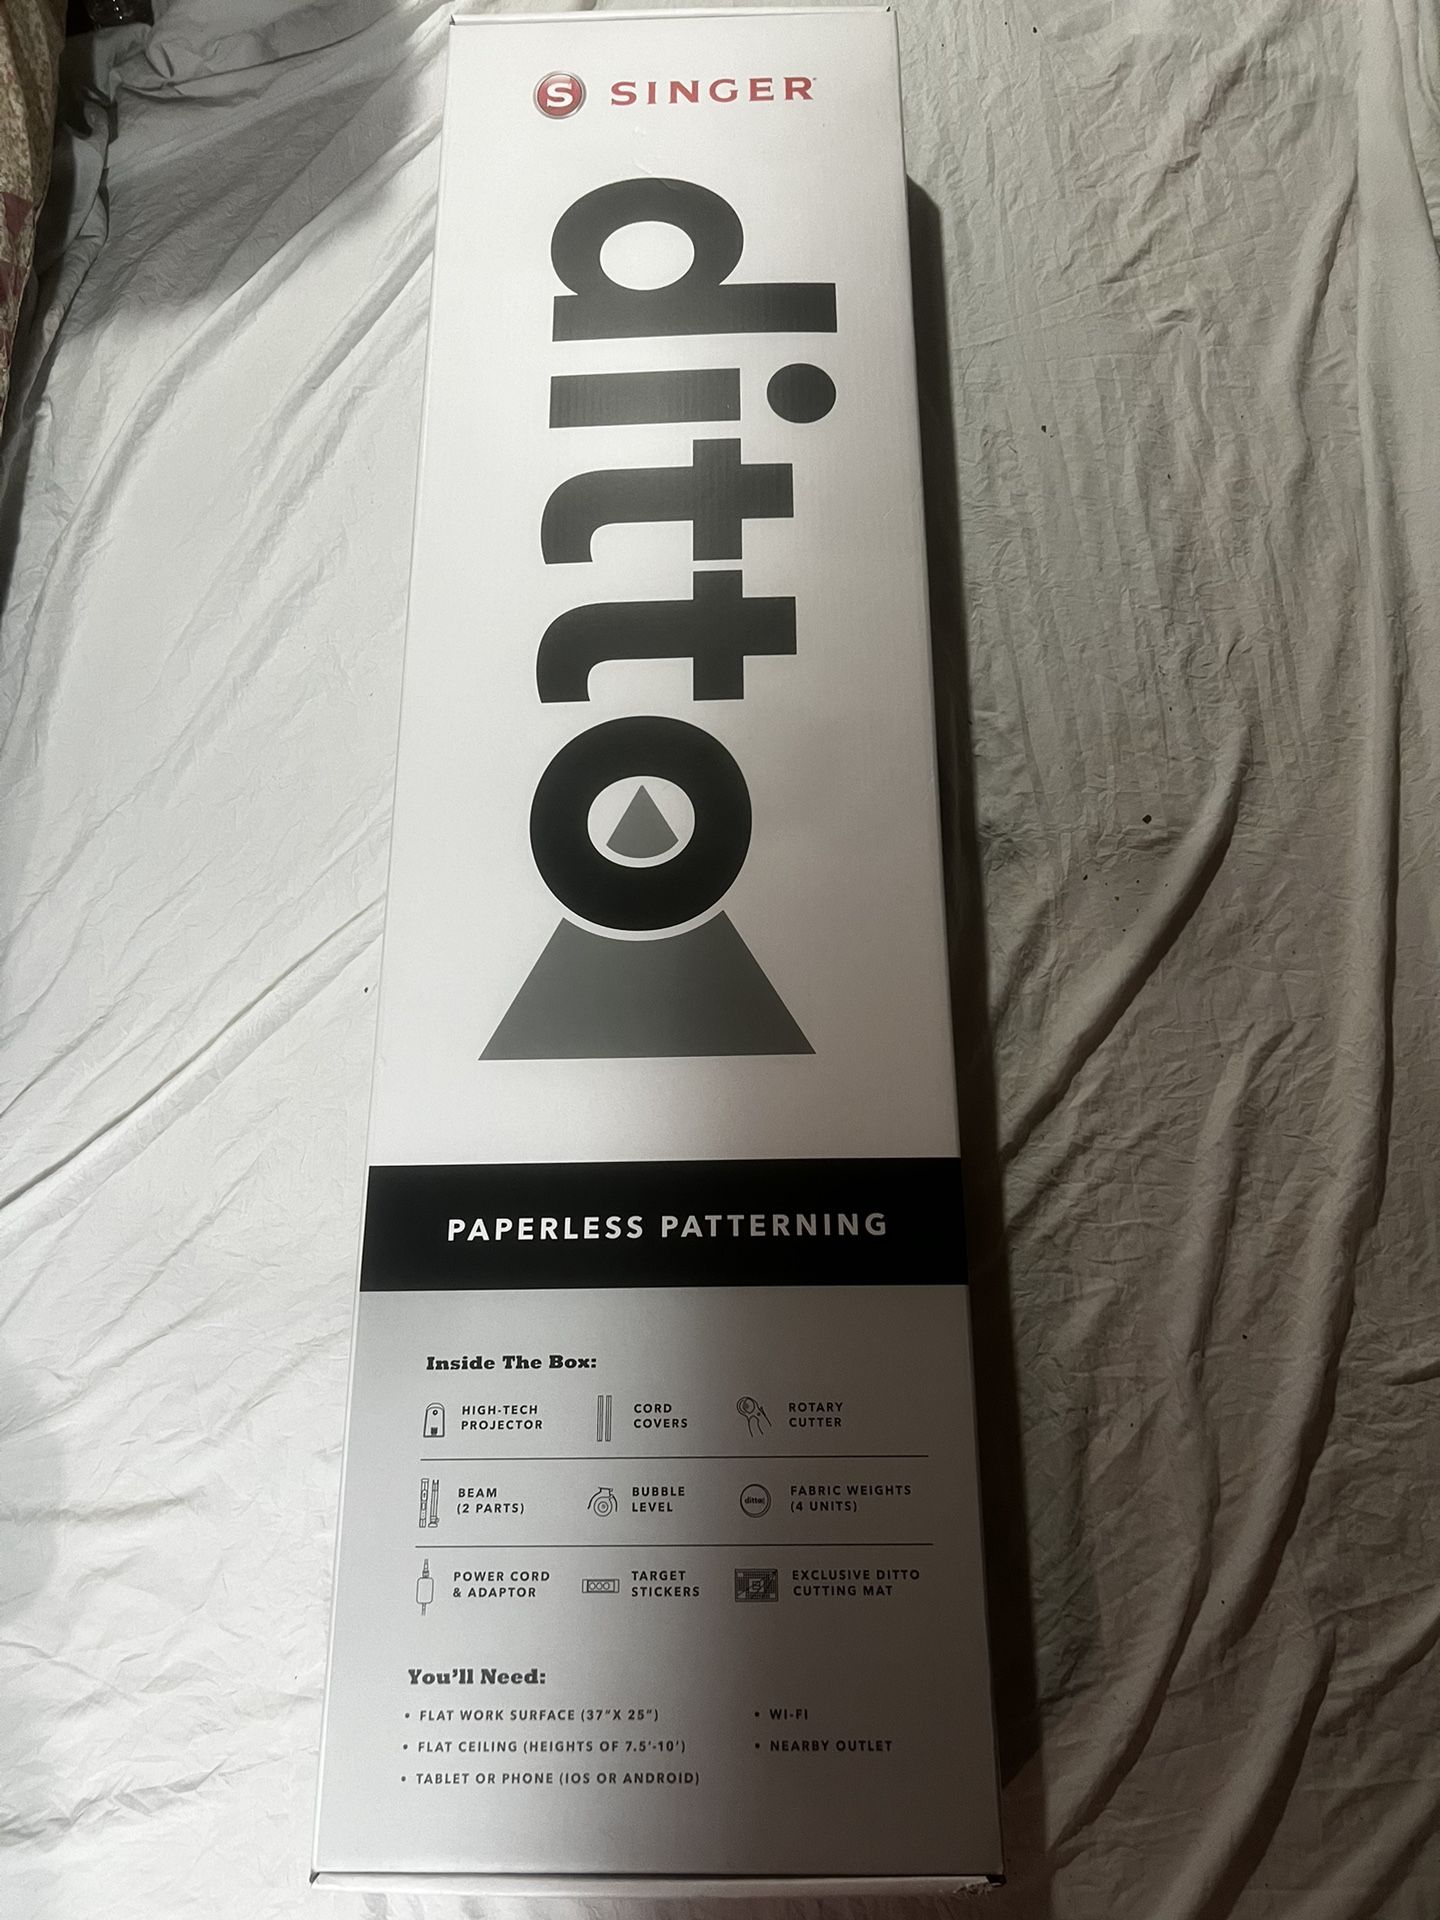 S SINGER
ditto
PAPERLESS PATTERNING
Inside The Box:
HIGH-TECH
PROJECTOR
CORD
COVERS
ROTARY
CUTTER
BEAM
(2 PARTS)
BUBBLE
LEVEL
ditto
FABRIC WEIGHTS
(4 UNITS)
POWER CORD
& ADAPTOR
TARGET
STICKERS
EXCLUSIVE DITTO
CUTTING MAT
You'll Need:
• FLAT WORK SURFACE (37"X 25")
• FLAT CEILING (HEIGHTS OF 7.5'-10')
• TABLET OR PHONE (IOS OR ANDROID)
• WI-FI
• NEARBY OUTLET